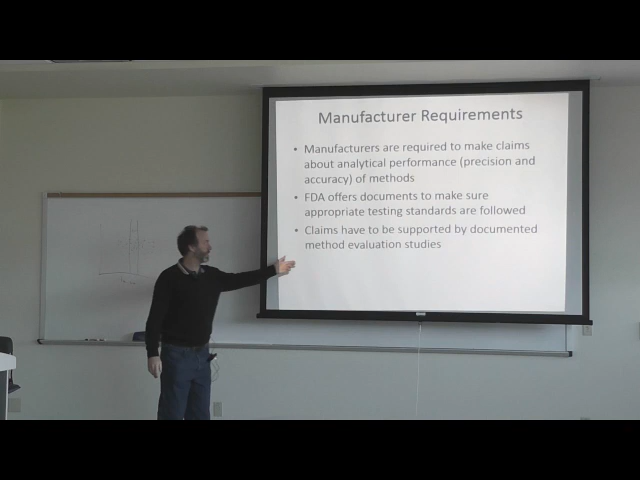 Manufacturer Requirements
• Manufacturers are required to make claims
about analytical performance (precision and
accuracy) of methods
• FDA offers documents to make sure
appropriate testing standards are followed
• Claims have to be supported by documented
method evaluation studies